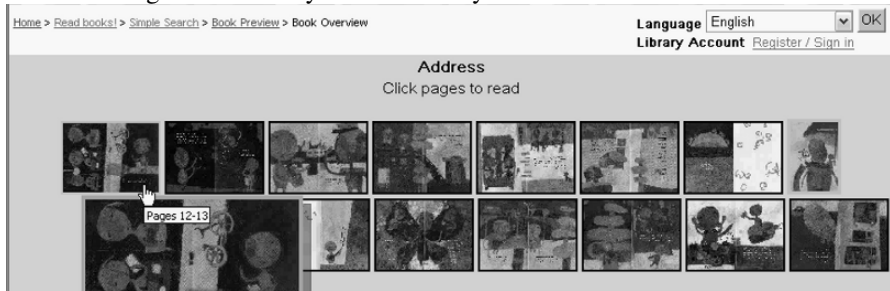 Home > Read books! > Simple Search > Book Preview > Book Overview
Language English OK
Library Account Register / Sign in
Address
Click pages to read
Pages 12-13